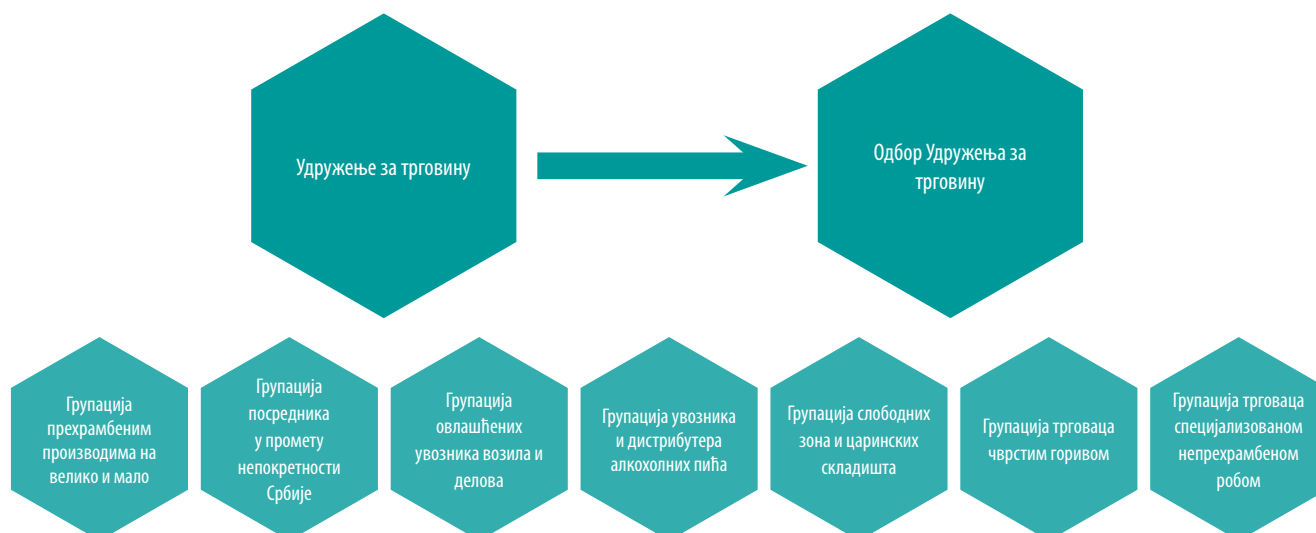 Удружење за трговину
Одбор Удружења за
трговину
Групација
прехрамбеним
производима на
велико и мало
Групација
посредника
у промету
непокретности
Србије
Групација
овлашћених
увозника возила и
делова
Групација увозника
и дистрибутера
алкохолних пића
Групација слободних
зона и царинских
складишта
Групација трговаца
чврстим горивом
Групација трговаца
специјализованом
непрехрамбеном
робом